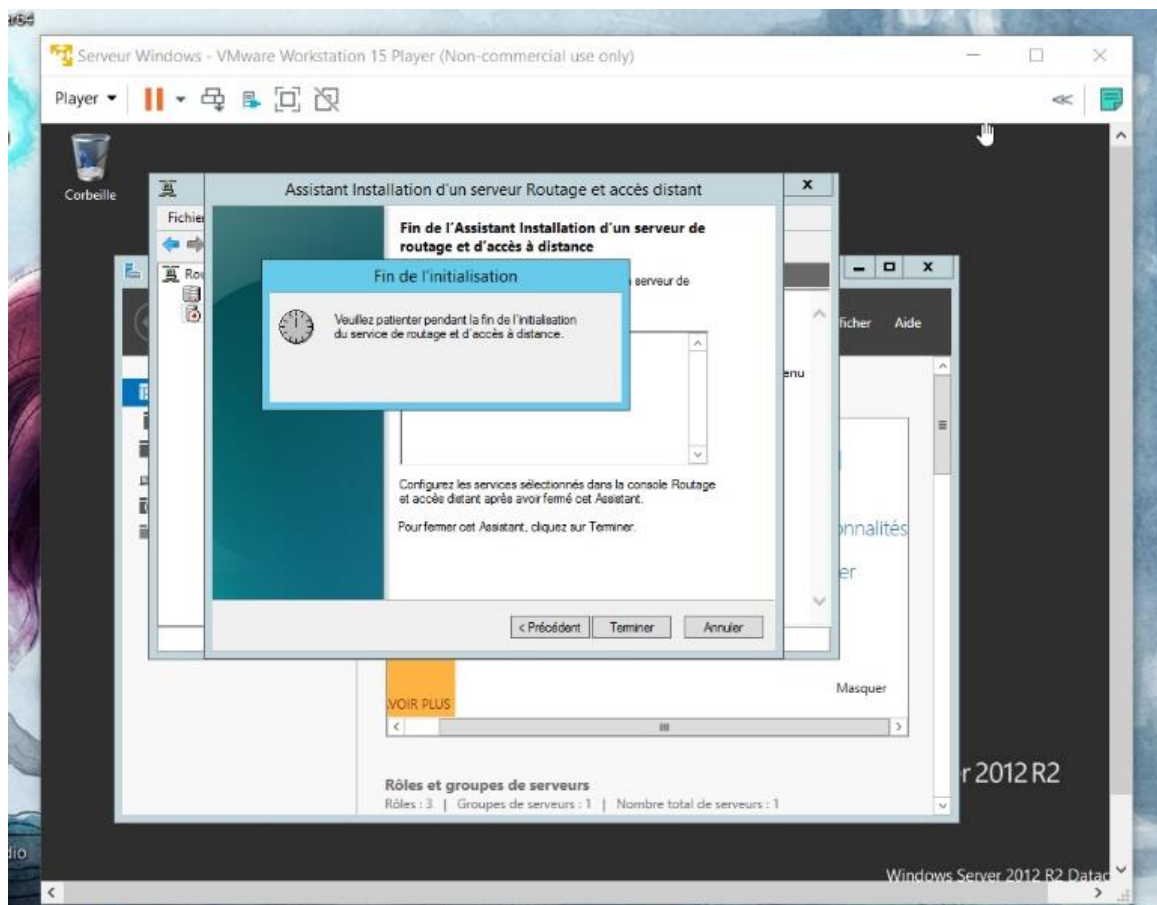 Serveur Windows - VMware Workstation 15 Player (Non-commercial use only)
Player
Corbeille
Assistant Installation d'un serveur Routage et accès distant
Fichier
Fin de l'Assistant Installation d'un serveur de
routage et d'accès à distance
Rou
serveur de
Fin de l'initialisation
Veuillez patienter pendant la fin de l'initialisation
du service de routage et d'accès à distance.
ficher Aide
enu
Configurez les services sélectionnés dans la console Routage
et accès distant après avoir fermé cet Assistant.
Pour fermer cet Assistant, cliquez sur Terminer.
onnalités
er
< Précédent Terminer Annuler
Masquer
AVOIR PLUS
Rôles et groupes de serveurs
Rôles : 3 | Groupes de serveurs : 1 | Nombre total de serveurs : 1
r 2012 R2
Windows Server 2012 R2 Datac